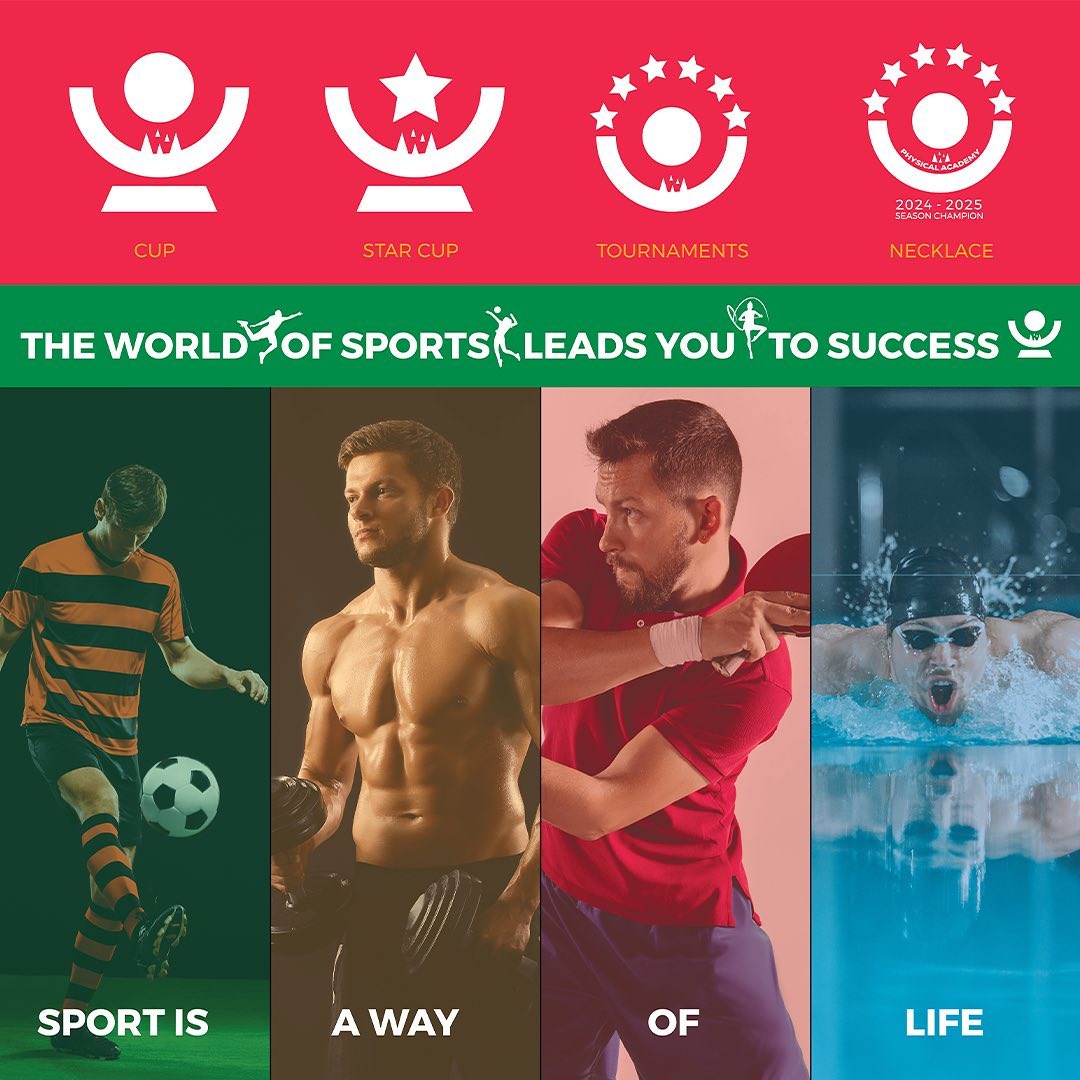 PHYSICAL ACADEMY
2024 - 2025
SEASON CHAMPION
CUP
STAR CUP
TOURNAMENTS
NECKLACE
THE WORLD OF SPORTS LEADS YOU TO SUCCESS
SPORT IS
A WAY
OF
LIFE